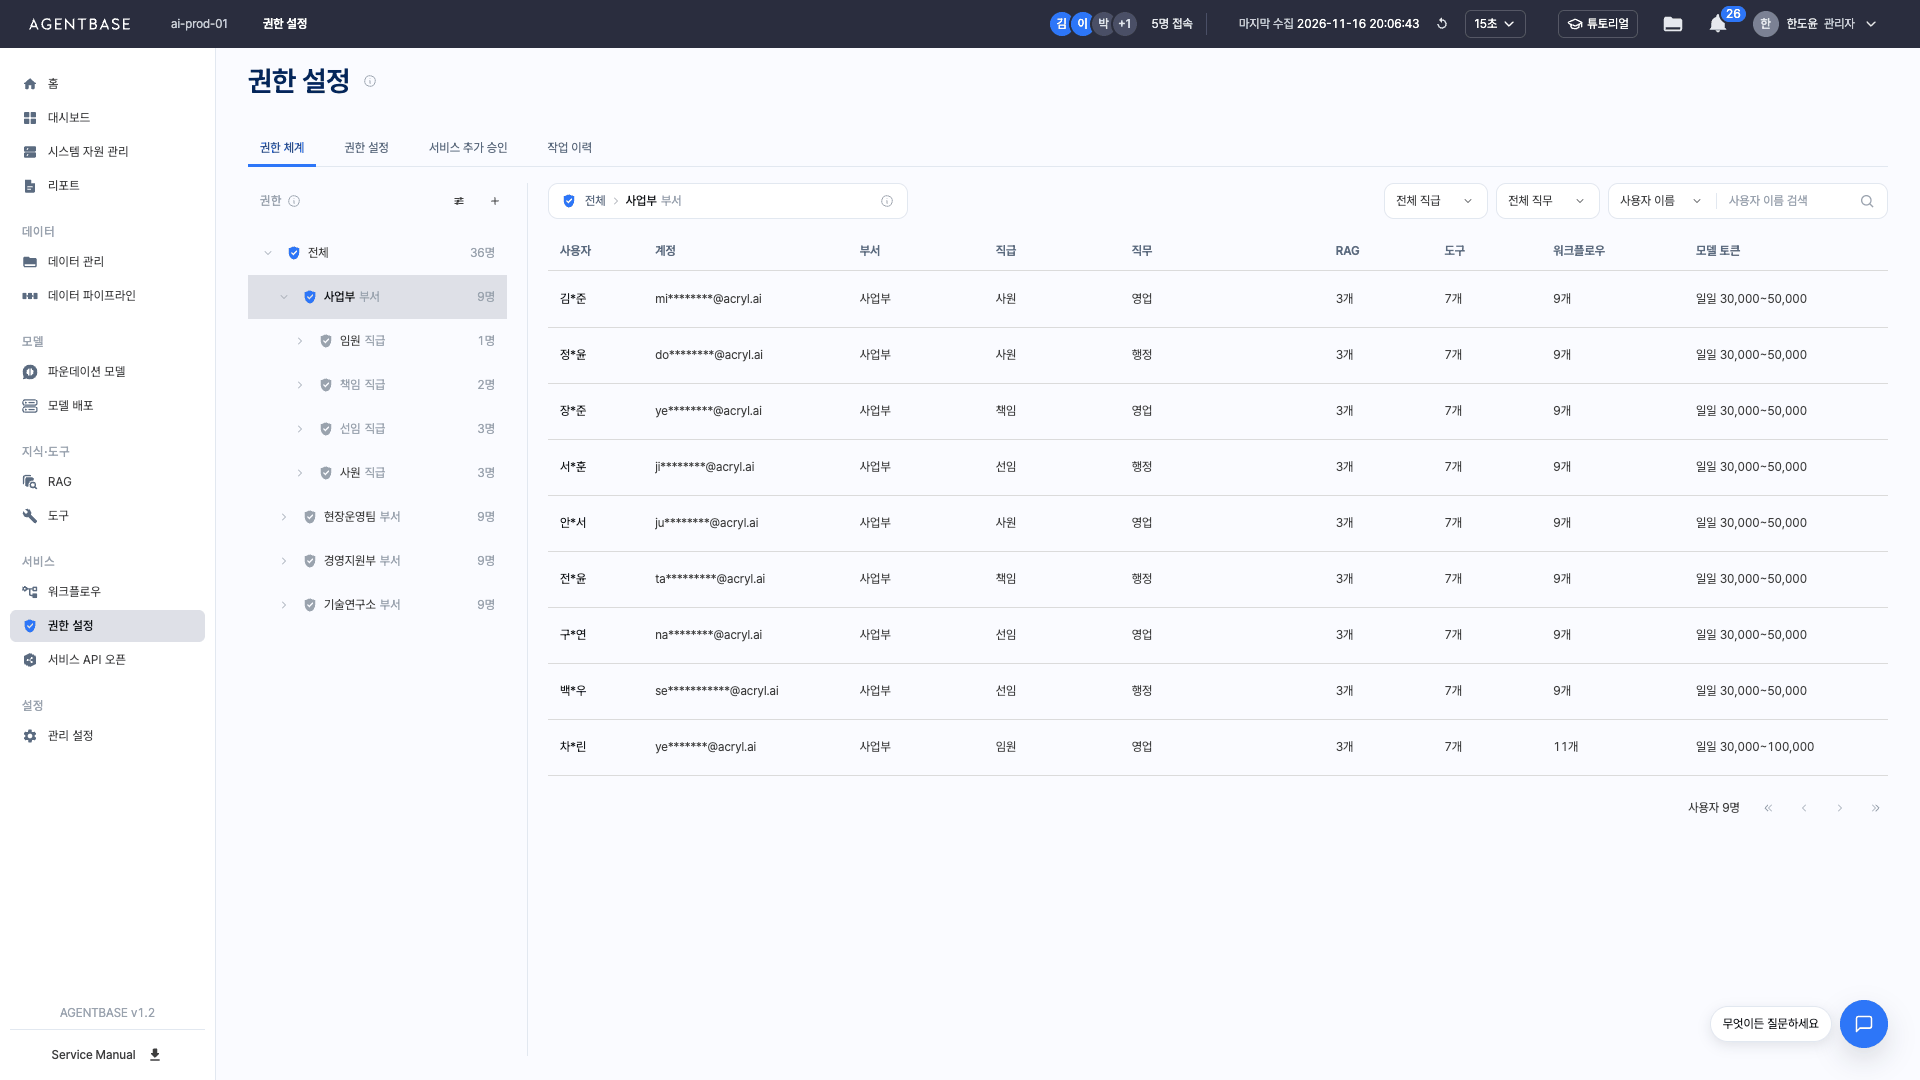 AGENTBASE ai-prod-01 권한 설정 김 이 박 +1 5명 접속 마지막 수집 2026-11-16 20:06:43 15초 튜토리얼 26 한 한도윤 관리자
홈
대시보드
시스템 자원 관리
리포트
데이터
데이터 관리
데이터 파이프라인
모델
파운데이션 모델
모델 배포
지식·도구
RAG
도구
서비스
워크플로우
권한 설정
서비스 API 오픈
설정
관리 설정
AGENTBASE v1.2
Service Manual
권한 설정
권한 체계 권한 설정 서비스 추가 승인 작업 이력
권한
전체 36명
사업부 부서 9명
임원 직급 1명
책임 직급 2명
선임 직급 3명
사원 직급 3명
현장운영팀 부서 9명
경영지원부 부서 9명
기술연구소 부서 9명
전체 사업부 부서 전체 직급 전체 직무 사용자 이름 사용자 이름 검색
사용자 계정 부서 직급 직무 RAG 도구 워크플로우 모델 토큰
김*준 mi********@acryl.ai 사업부 사원 영업 3개 7개 9개 일일 30,000~50,000
정*윤 do********@acryl.ai 사업부 사원 행정 3개 7개 9개 일일 30,000~50,000
장*준 ye********@acryl.ai 사업부 책임 영업 3개 7개 9개 일일 30,000~50,000
서*훈 ji********@acryl.ai 사업부 선임 행정 3개 7개 9개 일일 30,000~50,000
안*서 ju********@acryl.ai 사업부 사원 영업 3개 7개 9개 일일 30,000~50,000
전*윤 ta*********@acryl.ai 사업부 책임 행정 3개 7개 9개 일일 30,000~50,000
구*연 na********@acryl.ai 사업부 선임 영업 3개 7개 9개 일일 30,000~50,000
백*우 se***********@acryl.ai 사업부 선임 행정 3개 7개 9개 일일 30,000~50,000
차*린 ye*******@acryl.ai 사업부 임원 영업 3개 7개 11개 일일 30,000~100,000
사용자 9명
무엇이든 질문하세요